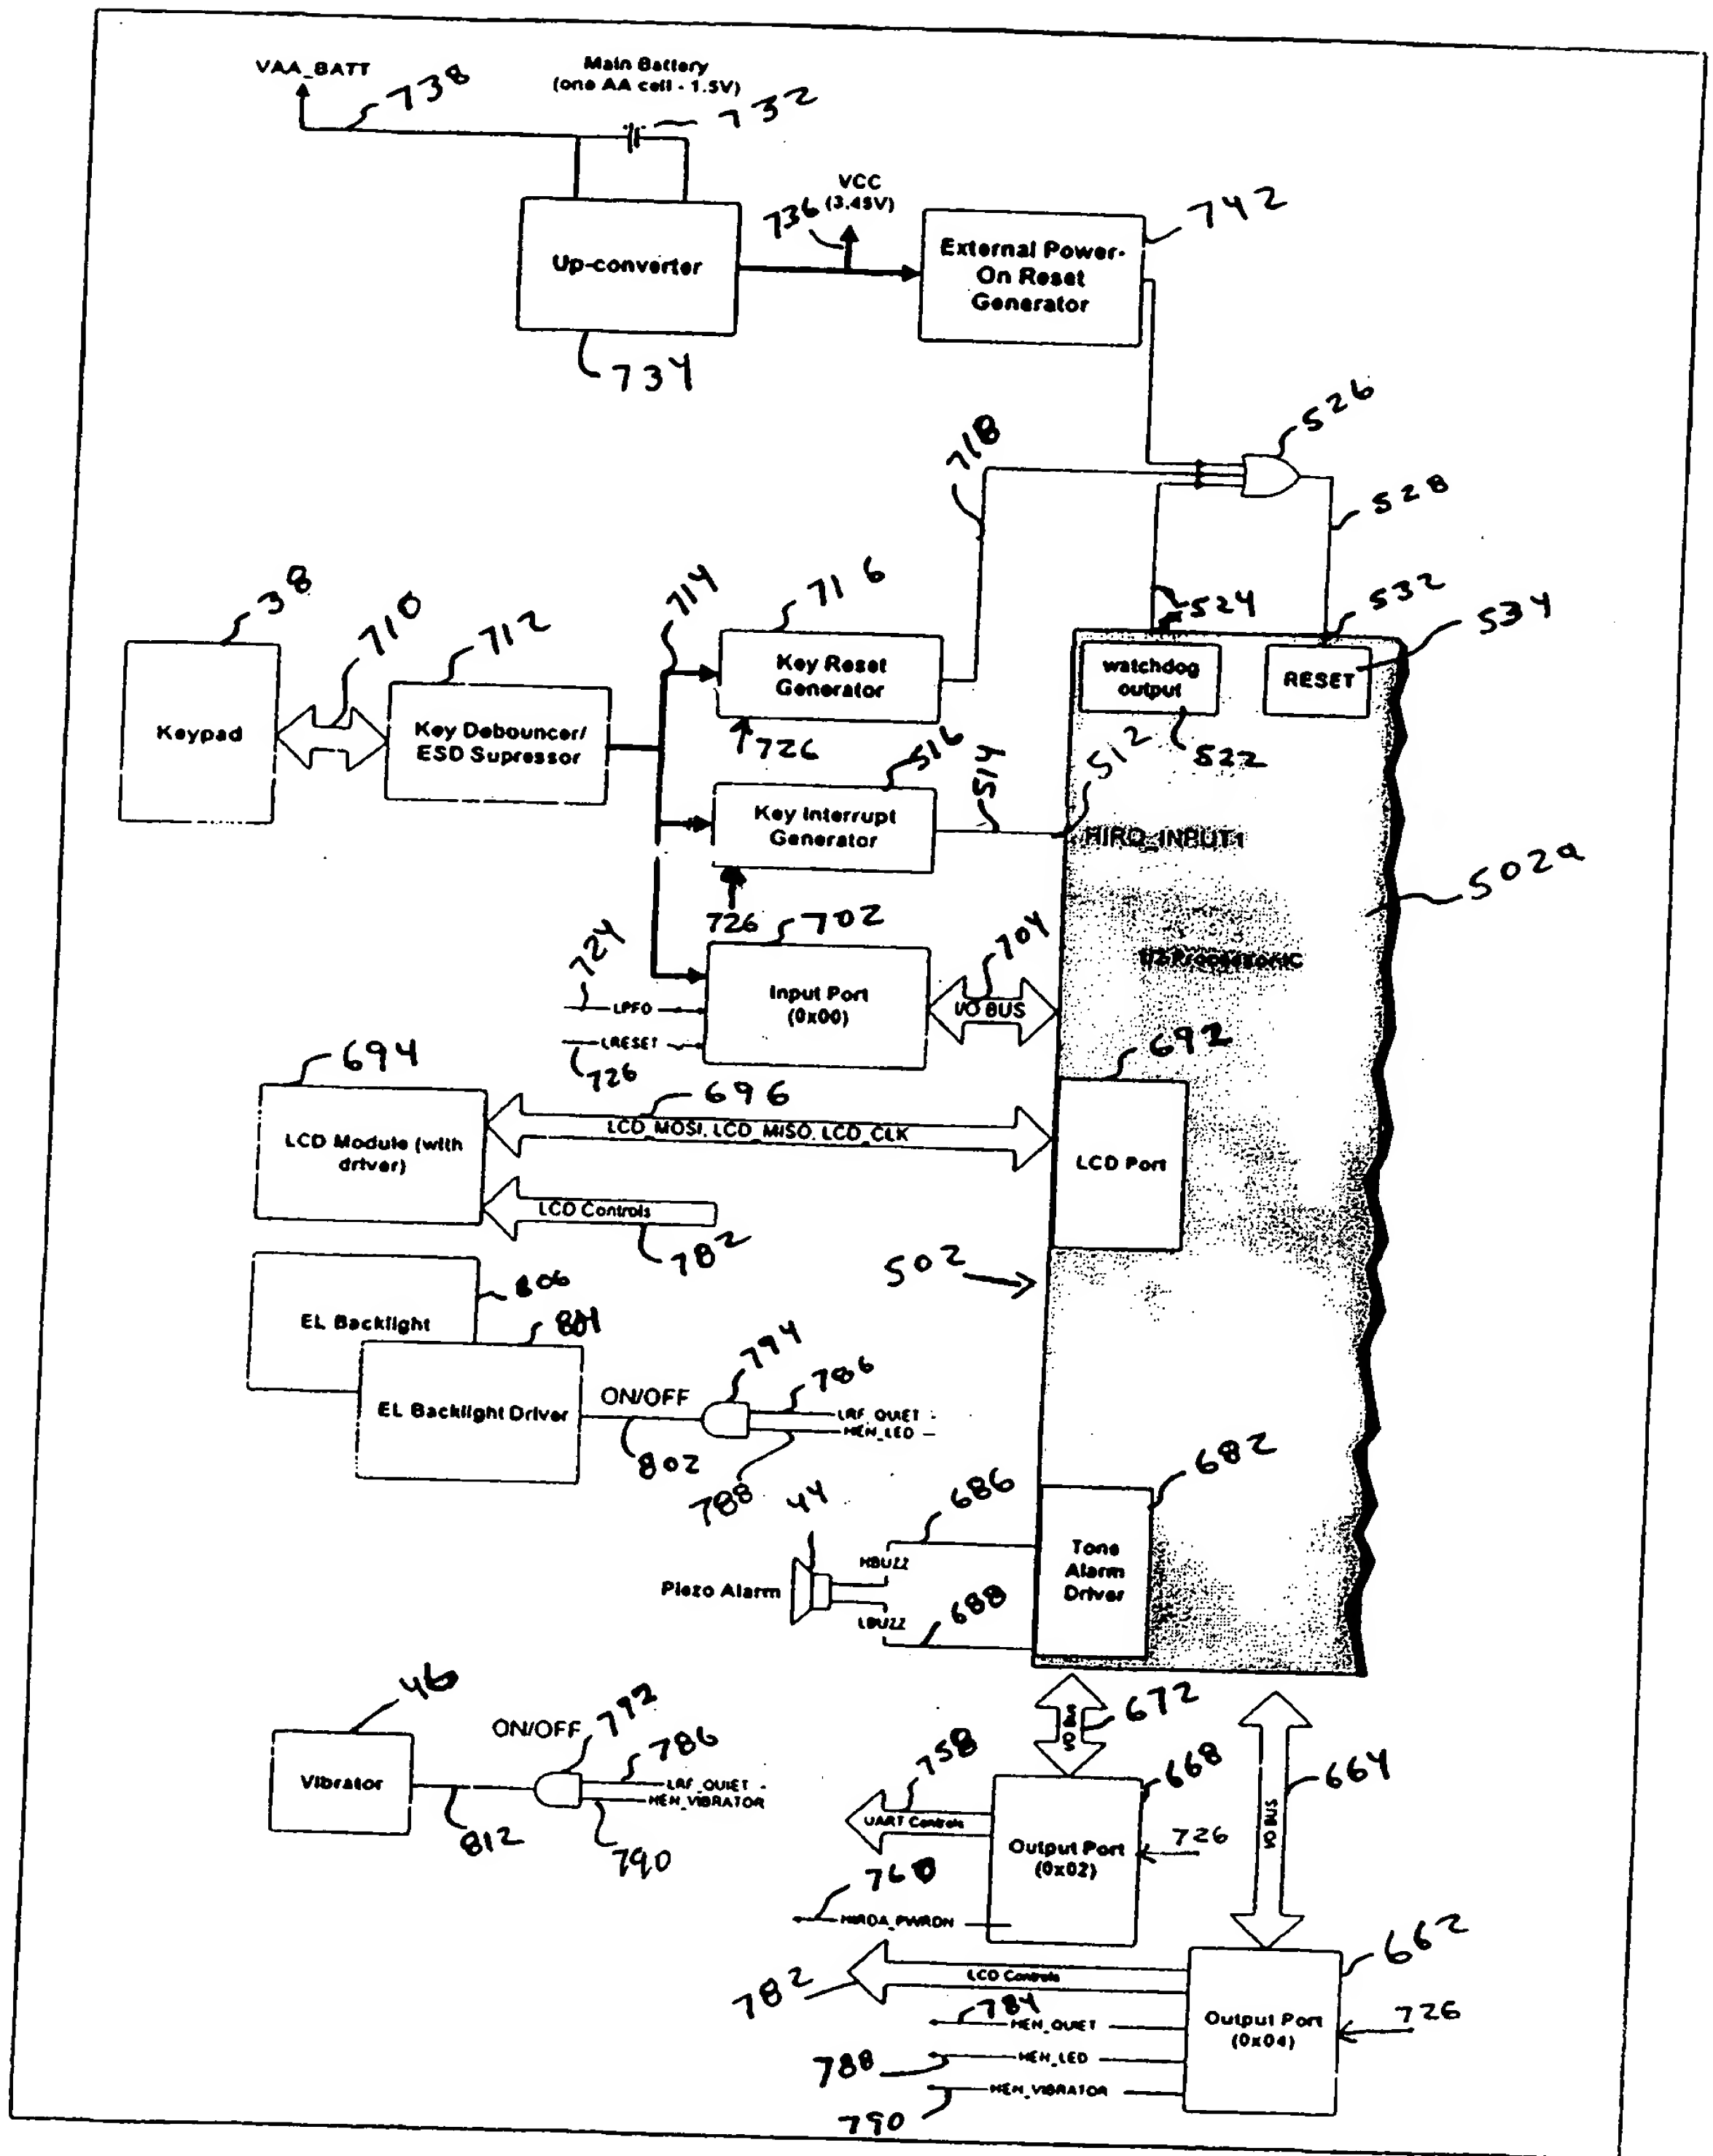 VAA_BATT
738
Main Battery
(one AA cell - 1.5V)
732
VCC
(3.45V)
736
742
Up-converter
External Power-
On Reset
Generator
734
526
718
528
38
710
712
714
716
524
532
534
Keypad
Key Debouncer/
ESD Supressor
Key Reset
Generator
watchdog
output
RESET
726
516
514
512
522
Key Interrupt
Generator
HIRQ_INPUT1
502a
726
702
704
724
LPFO
Input Port
(0x00)
I/O BUS
LRESET
726
694
696
692
LCD Module (with
driver)
LCD_MOSI, LCD_MISO, LCD_CLK
LCD Port
LCD Controls
782
502
806
EL Backlight
804
794
786
ON/OFF
EL Backlight Driver
LRF_QUIET
HEN_LED
802
788
44
686
682
HBUZZ
Piezo Alarm
Tone
Alarm
Driver
LBUZZ
688
46
ON/OFF
792
786
Vibrator
LRF_QUIET
HEN_VIBRATOR
812
790
I/O Bus
672
758
668
664
UART Controls
Output Port
(0x02)
726
I/O BUS
760
HIRDA_PWRDN
662
782
LCD Controls
784
HEN_QUIET
Output Port
(0x04)
726
788
HEN_LED
HEN_VIBRATOR
790